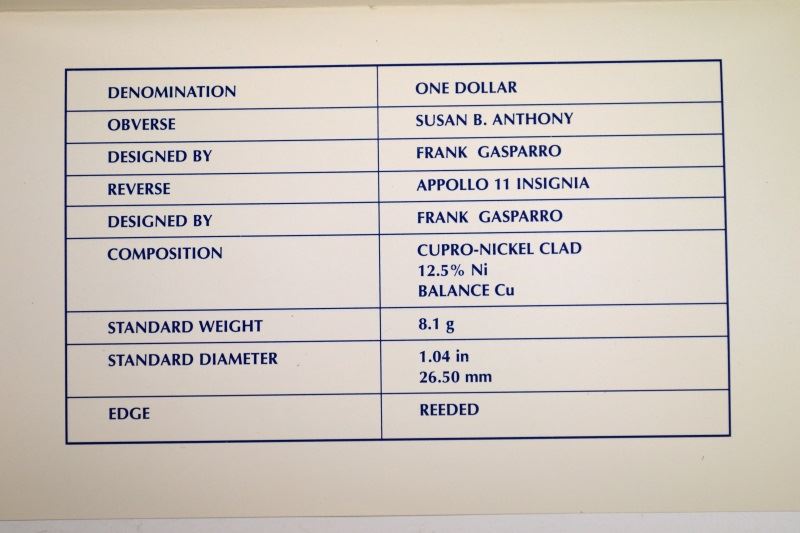 DENOMINATION ONE DOLLAR
OBVERSE SUSAN B. ANTHONY
DESIGNED BY FRANK GASPARRO
REVERSE APPOLLO 11 INSIGNIA
DESIGNED BY FRANK GASPARRO
COMPOSITION CUPRO-NICKEL CLAD
12.5% Ni
BALANCE Cu
STANDARD WEIGHT 8.1 g
STANDARD DIAMETER 1.04 in
26.50 mm
EDGE REEDED